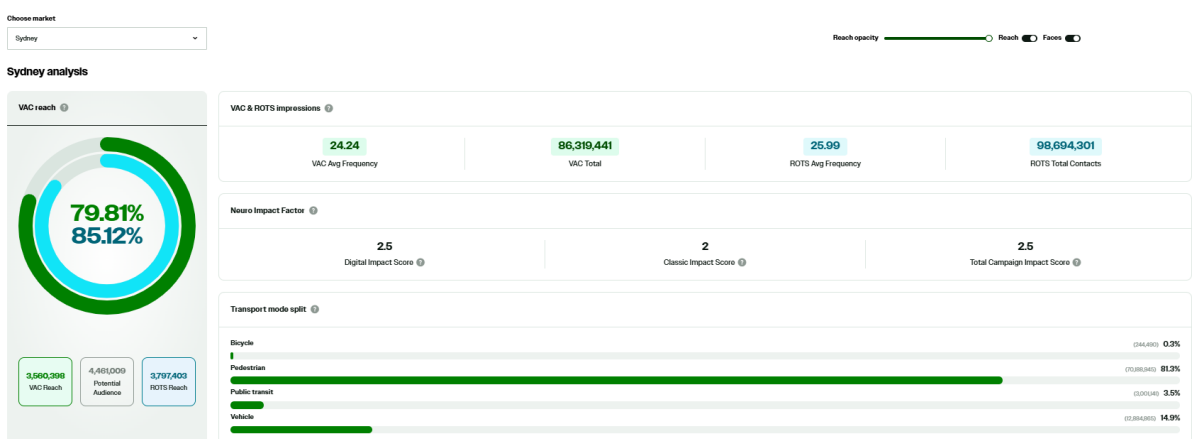 Choose market
Sydney
Reach opacity Reach Faces
Sydney analysis
VAC reach ?
79.81%
85.12%
3,560,398
VAC Reach
4,461,009
Potential
Audience
3,797,403
ROTS Reach
VAC & ROTS impressions ?
24.24
VAC Avg Frequency
86,319,441
VAC Total
25.99
ROTS Avg Frequency
98,694,301
ROTS Total Contacts
Neuro Impact Factor ?
2.5
Digital Impact Score ?
2
Classic Impact Score ?
2.5
Total Campaign Impact Score ?
Transport mode split ?
Bicycle (244,490) 0.3%
Pedestrian 81.3%
Public transit 3.5%
Vehicle 14.9%